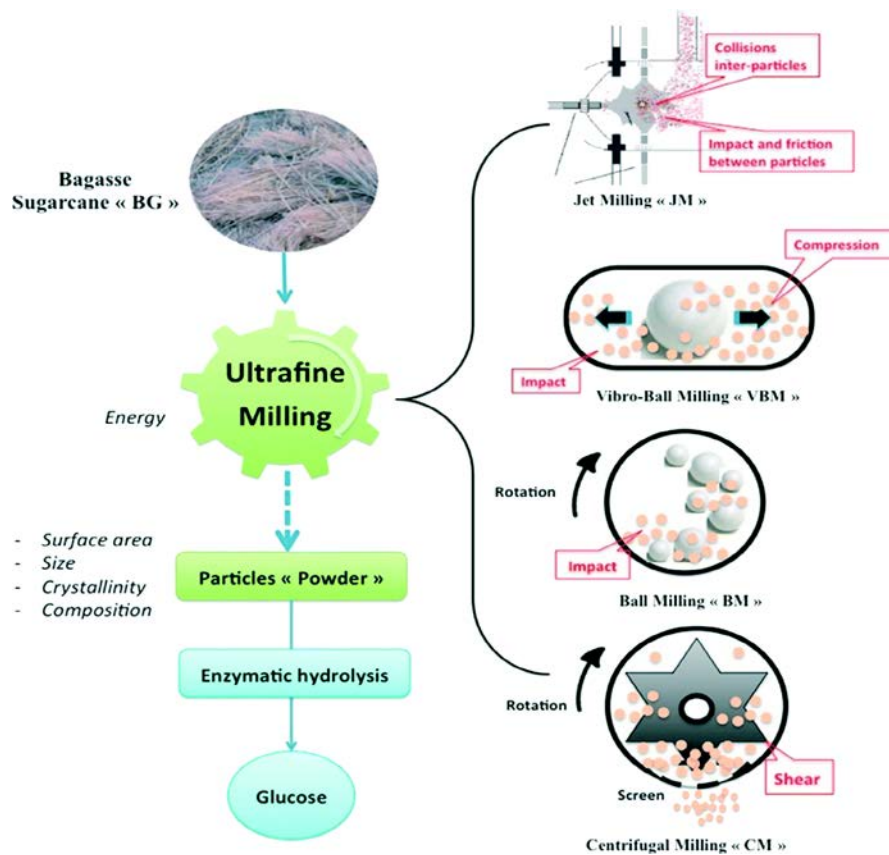 Bagasse
Sugarcane « BG »
Ultrafine
Milling
Energy
- Surface area
- Size
- Crystallinity
- Composition
Particles « Powder »
Enzymatic hydrolysis
Glucose
Collisions
inter-particles
Impact and friction
between particles
Jet Milling « JM »
Compression
Impact
Vibro-Ball Milling « VBM »
Rotation
Impact
Ball Milling « BM »
Rotation
Shear
Screen
Centrifugal Milling « CM »